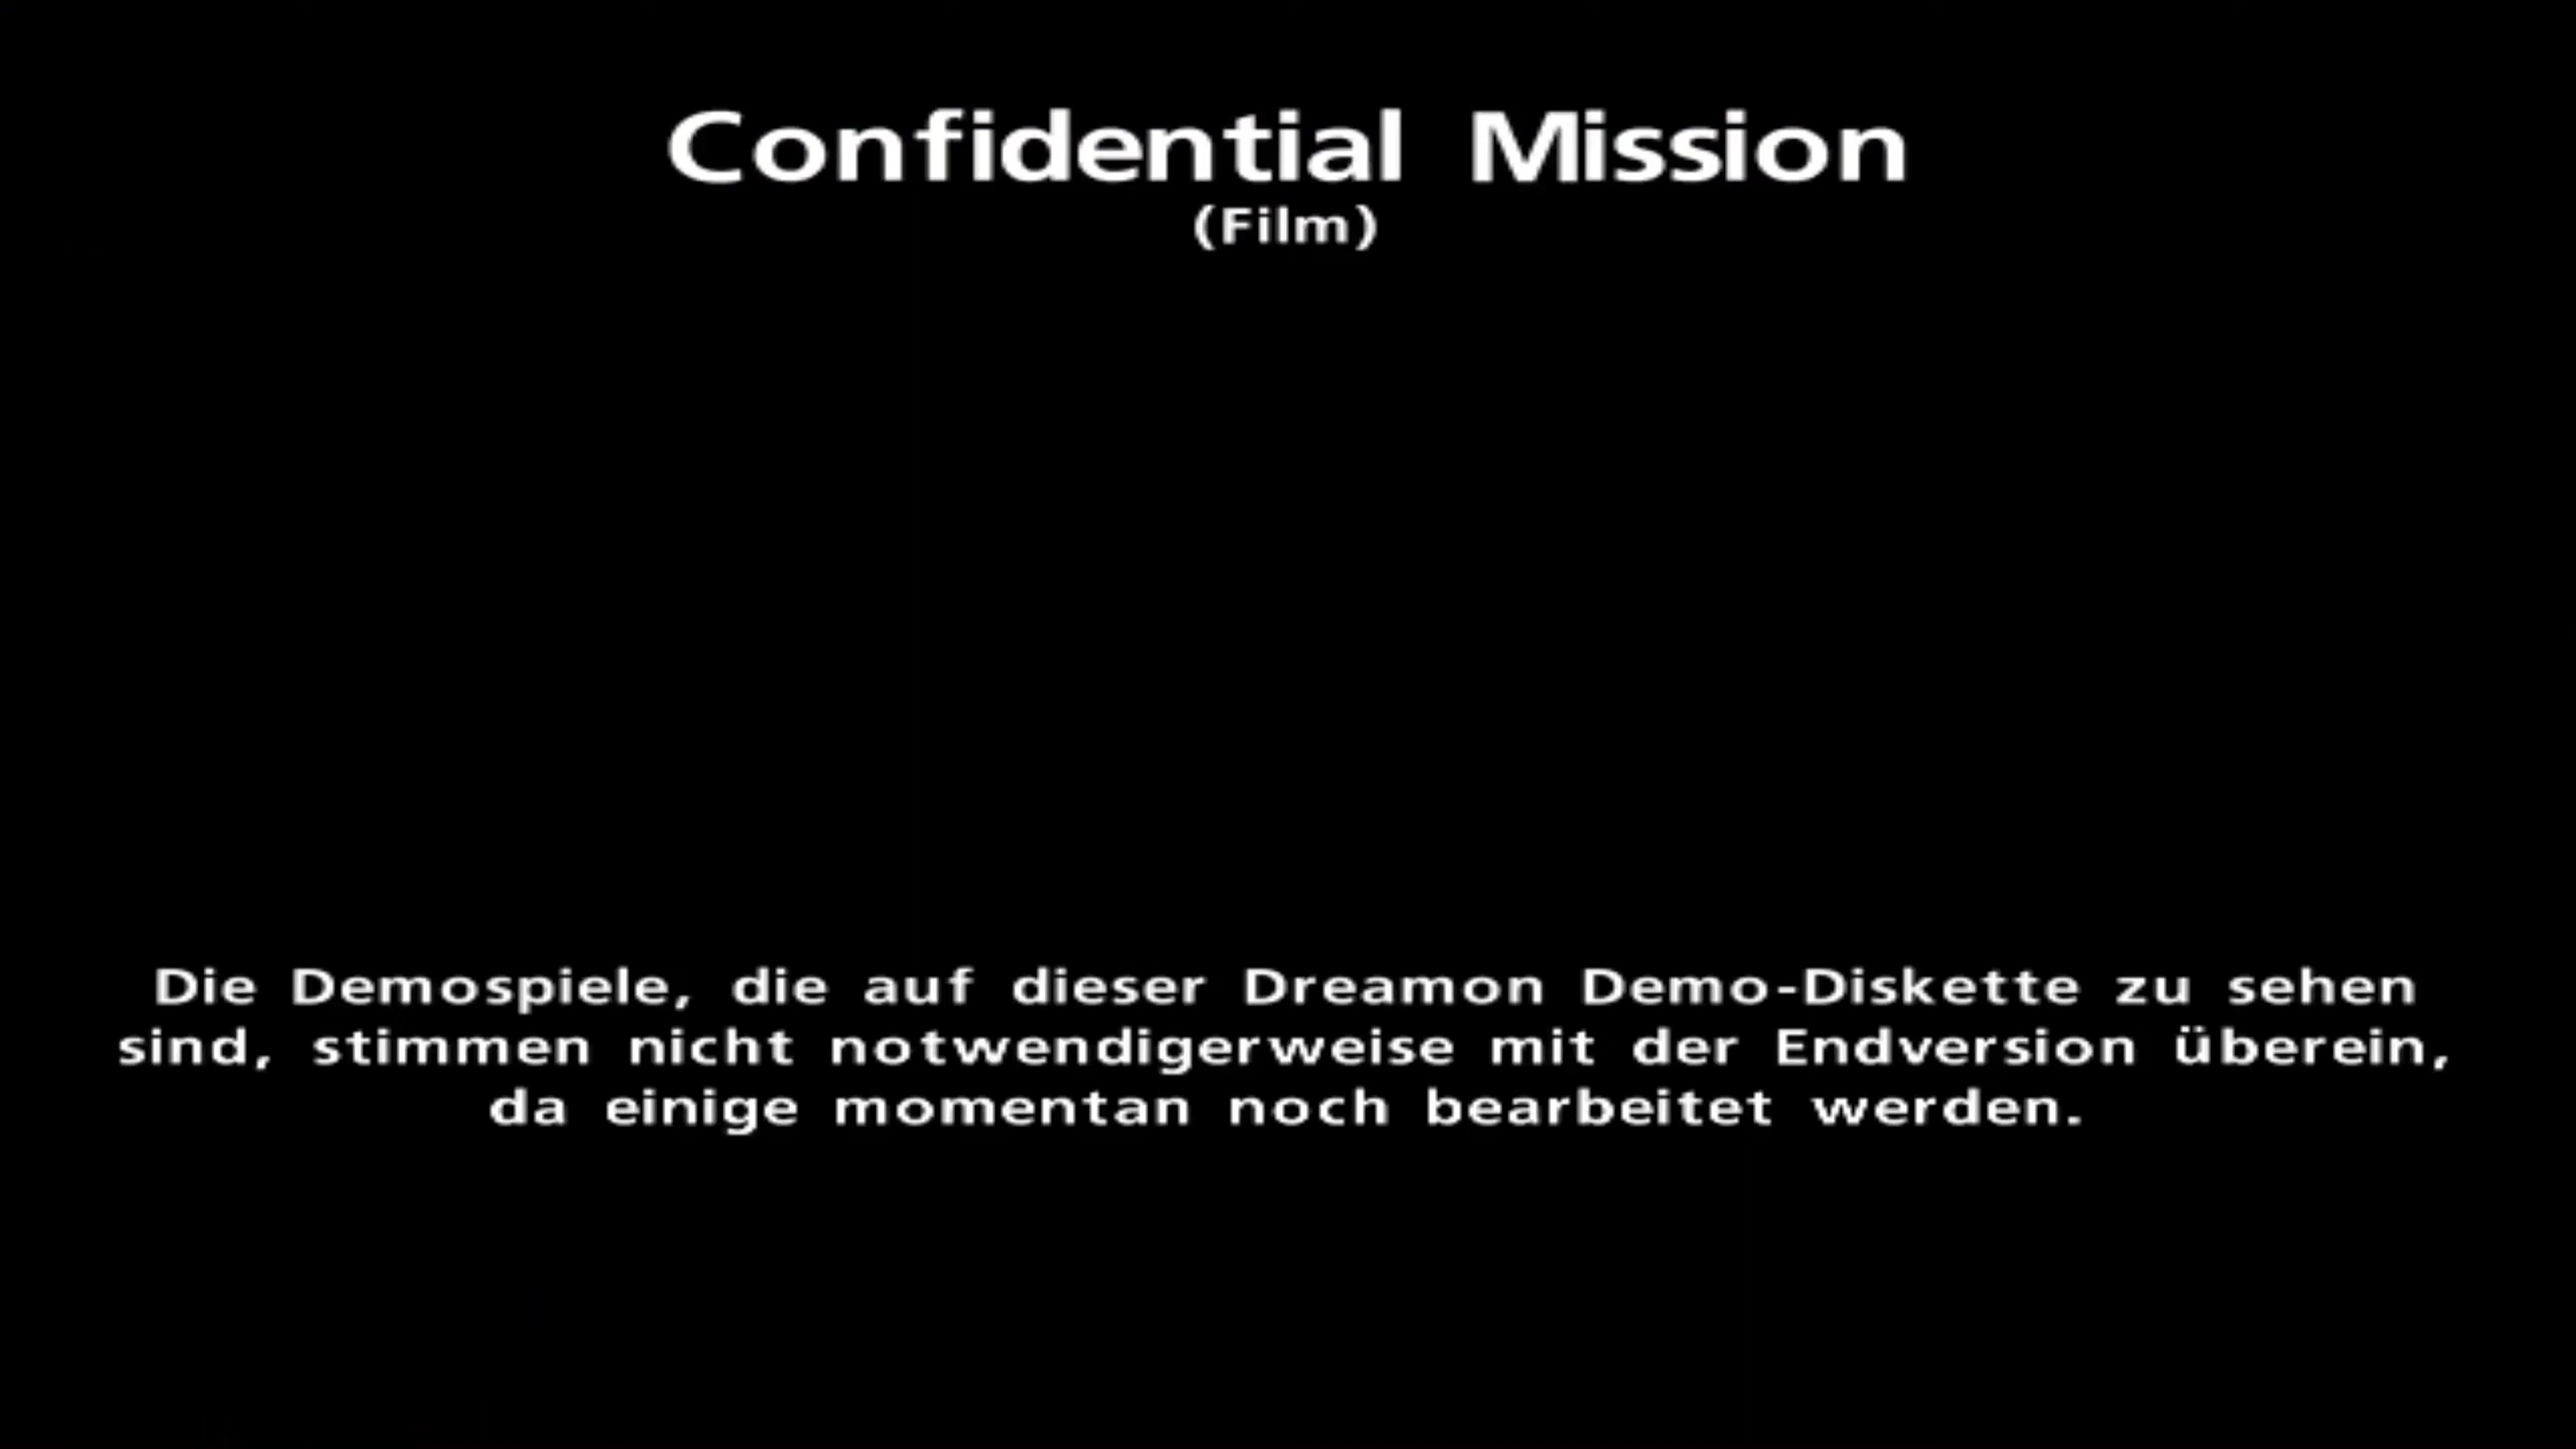 Confidential Mission
(Film)
Die Demospiele, die auf dieser Dreamon Demo-Diskette zu sehen
sind, stimmen nicht notwendigerweise mit der Endversion überein,
da einige momentan noch bearbeitet werden.